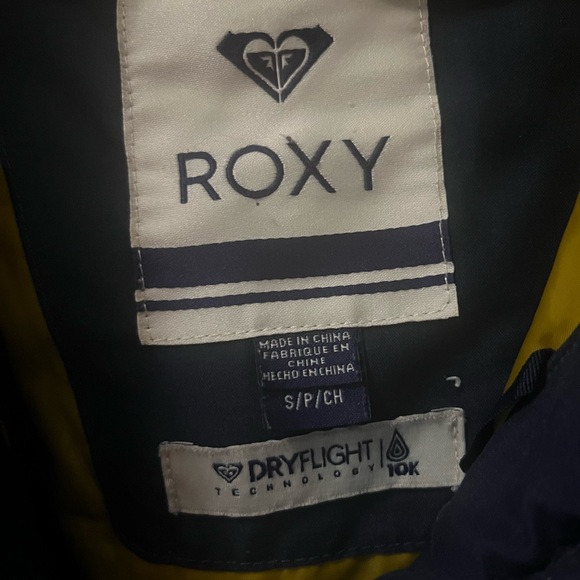 ROXY
MADE IN CHINA
FABRIQUE EN
CHINE
HECHO EN CHINA
S/P/CH
DRYFLIGHT
TECHNOLOGY
10K